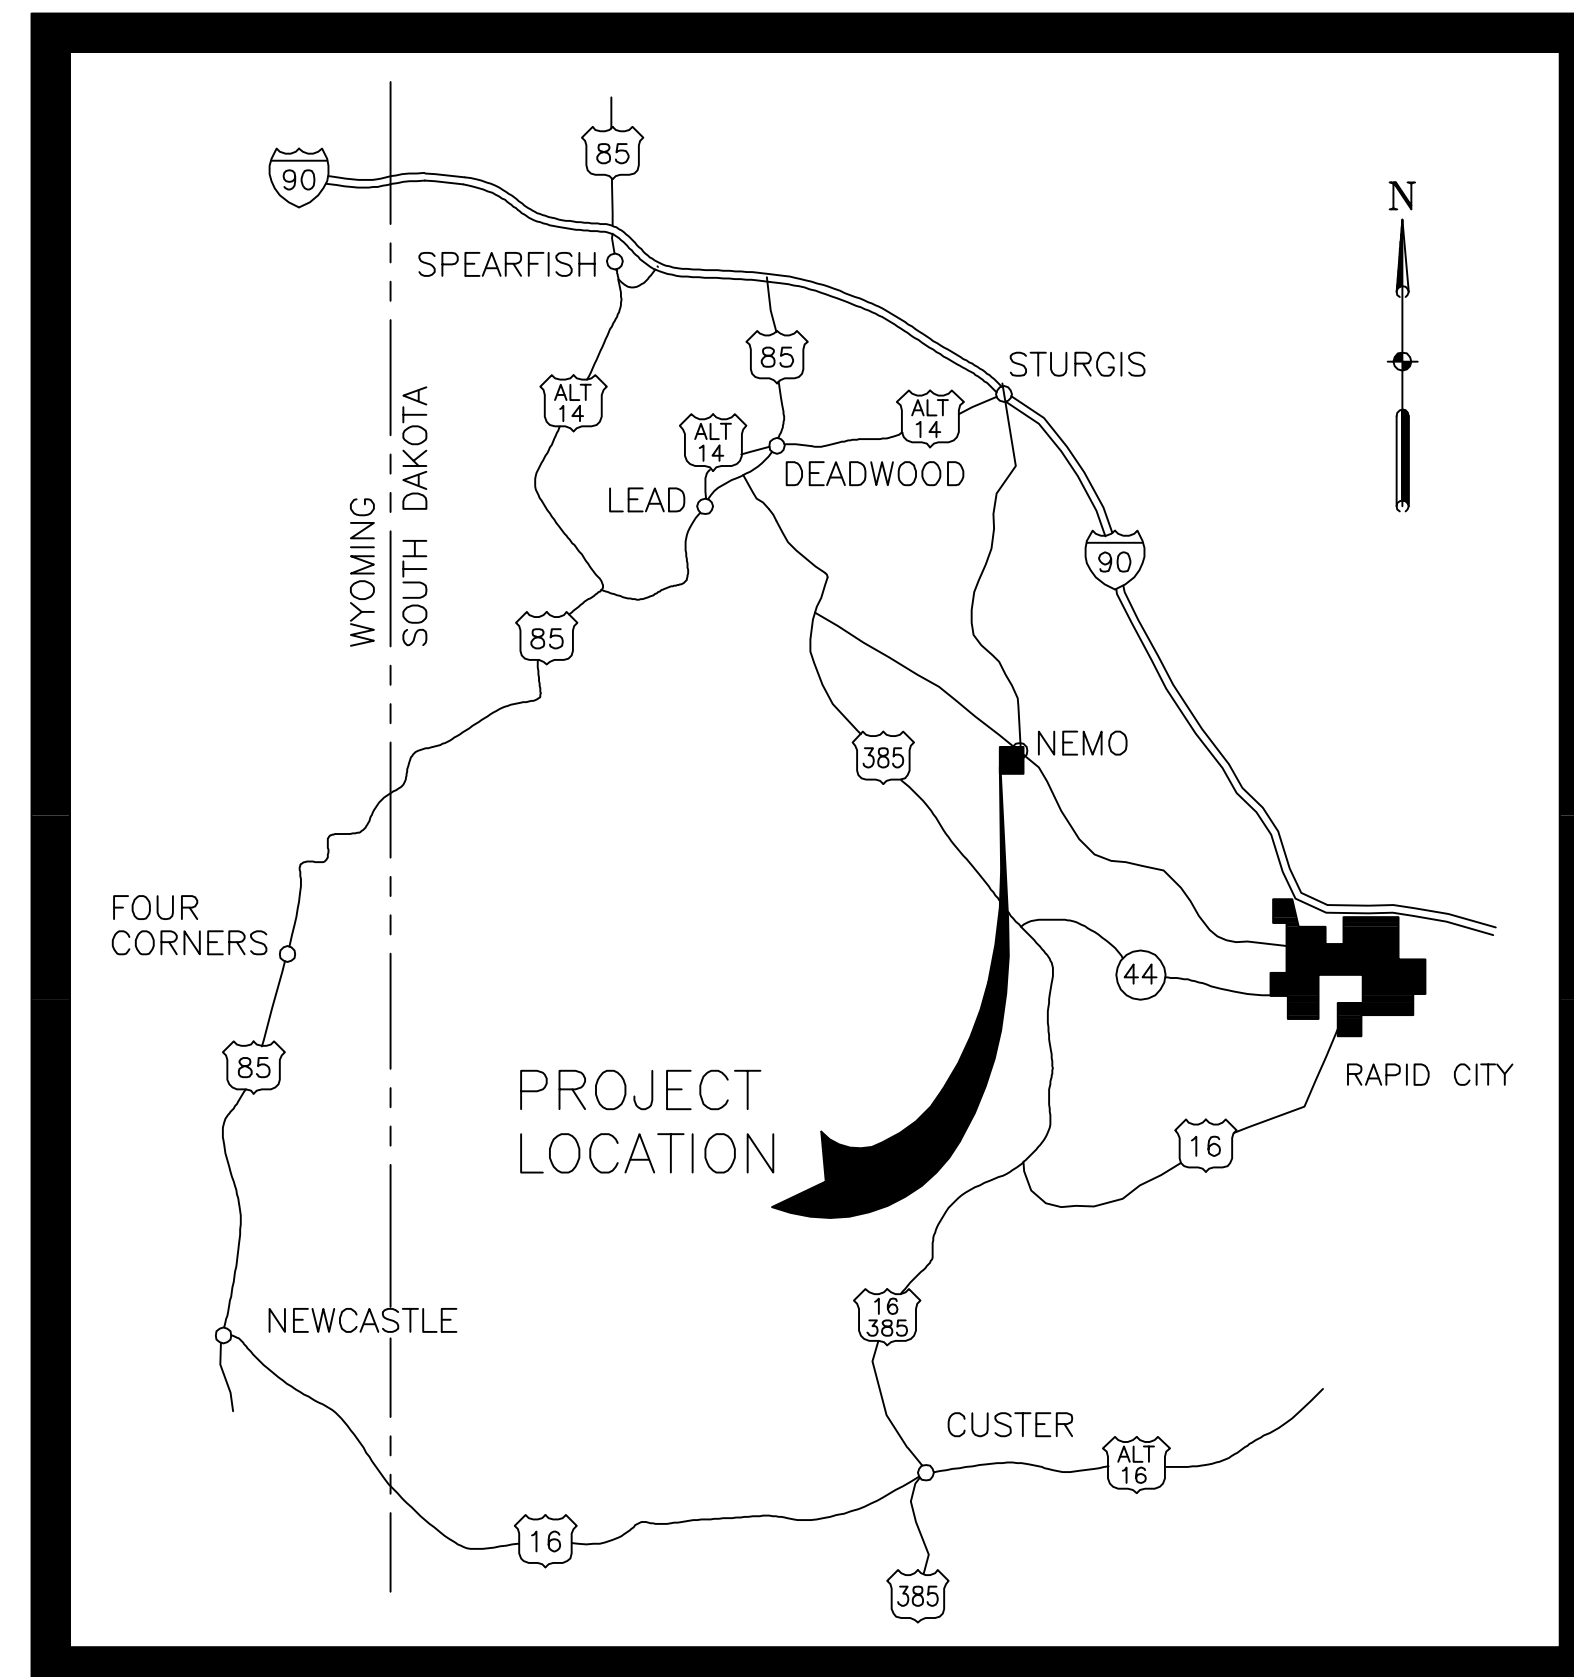 85
90
N
SPEARFISH
STURGIS
85
ALT
14
ALT
14
ALT
14
DEADWOOD
LEAD
WYOMING
SOUTH DAKOTA
90
85
NEMO
385
FOUR
CORNERS
44
85
PROJECT
LOCATION
RAPID CITY
16
NEWCASTLE
16
385
CUSTER
ALT
16
16
385